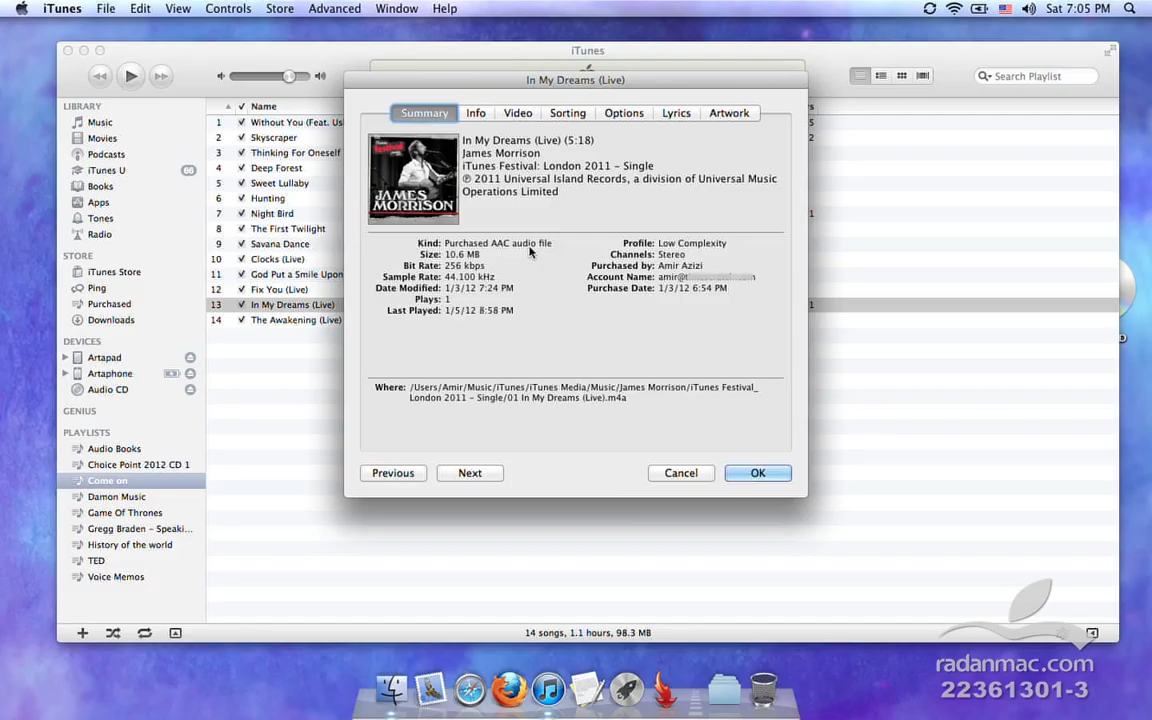 iTunes File Edit View Controls Store Advanced Window Help Sat 7:05 PM
iTunes
Search Playlist
In My Dreams (Live)
Summary Info Video Sorting Options Lyrics Artwork
In My Dreams (Live) (5:18)
James Morrison
iTunes Festival: London 2011 – Single
℗ 2011 Universal Island Records, a division of Universal Music
Operations Limited
Festival
JAMES
MORRISON
Kind: Purchased AAC audio file
Size: 10.6 MB
Bit Rate: 256 kbps
Sample Rate: 44.100 kHz
Date Modified: 1/3/12 7:24 PM
Plays: 1
Last Played: 1/5/12 8:58 PM
Profile: Low Complexity
Channels: Stereo
Purchased by: Amir Azizi
Account Name: amir@
Purchase Date: 1/3/12 6:54 PM
Where: /Users/Amir/Music/iTunes/iTunes Media/Music/James Morrison/iTunes Festival_
London 2011 – Single/01 In My Dreams (Live).m4a
Previous Next Cancel OK
LIBRARY
Music
Movies
Podcasts
iTunes U 66
Books
Apps
Tones
Radio
STORE
iTunes Store
Ping
Purchased
Downloads
DEVICES
Artapad
Artaphone
Audio CD
GENIUS
PLAYLISTS
Audio Books
Choice Point 2012 CD 1
Come on
Damon Music
Game Of Thrones
Gregg Braden – Speaki...
History of the world
TED
Voice Memos
Name
1 Without You (Feat. Us
2 Skyscraper
3 Thinking For Oneself
4 Deep Forest
5 Sweet Lullaby
6 Hunting
7 Night Bird
8 The First Twilight
9 Savana Dance
10 Clocks (Live)
11 God Put a Smile Upon
12 Fix You (Live)
13 In My Dreams (Live)
14 The Awakening (Live)
14 songs, 1.1 hours, 98.3 MB
radanmac.com
22361301-3